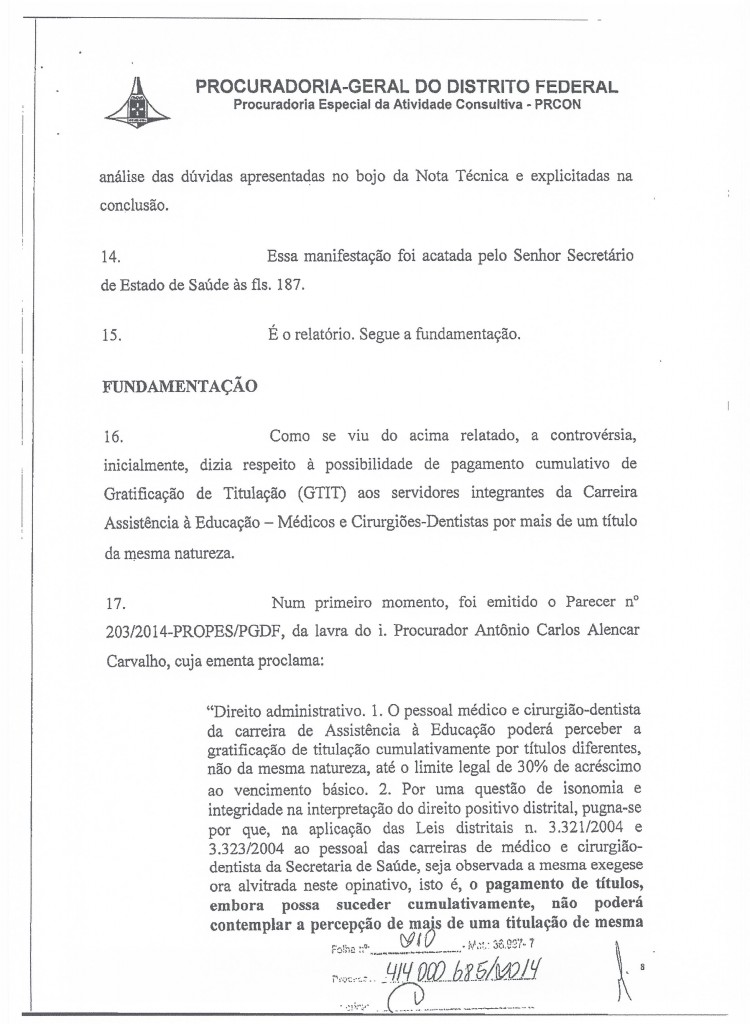 PROCURADORIA-GERAL DO DISTRITO FEDERAL
Procuradoria Especial da Atividade Consultiva - PRCON
análise das dúvidas apresentadas no bojo da Nota Técnica e explicitadas na
conclusão.
14. Essa manifestação foi acatada pelo Senhor Secretário
de Estado de Saúde às fls. 187.
15. É o relatório. Segue a fundamentação.
FUNDAMENTAÇÃO
16. Como se viu do acima relatado, a controvérsia,
inicialmente, dizia respeito à possibilidade de pagamento cumulativo de
Gratificação de Titulação (GTIT) aos servidores integrantes da Carreira
Assistência à Educação – Médicos e Cirurgiões-Dentistas por mais de um título
da mesma natureza.
17. Num primeiro momento, foi emitido o Parecer nº
203/2014-PROPES/PGDF, da lavra do i. Procurador Antônio Carlos Alencar
Carvalho, cuja ementa proclama:
“Direito administrativo. 1. O pessoal médico e cirurgião-dentista
da carreira de Assistência à Educação poderá perceber a
gratificação de titulação cumulativamente por títulos diferentes,
não da mesma natureza, até o limite legal de 30% de acréscimo
ao vencimento básico. 2. Por uma questão de isonomia e
integridade na interpretação do direito positivo distrital, pugna-se
por que, na aplicação das Leis distritais n. 3.321/2004 e
3.323/2004 ao pessoal das carreiras de médico e cirurgião-
dentista da Secretaria de Saúde, seja observada a mesma exegese
ora alvitrada neste opinativo, isto é, o pagamento de títulos,
embora possa suceder cumulativamente, não poderá
contemplar a percepção de mais de uma titulação de mesma
Folha nº - Mat.: 36.997-7
8